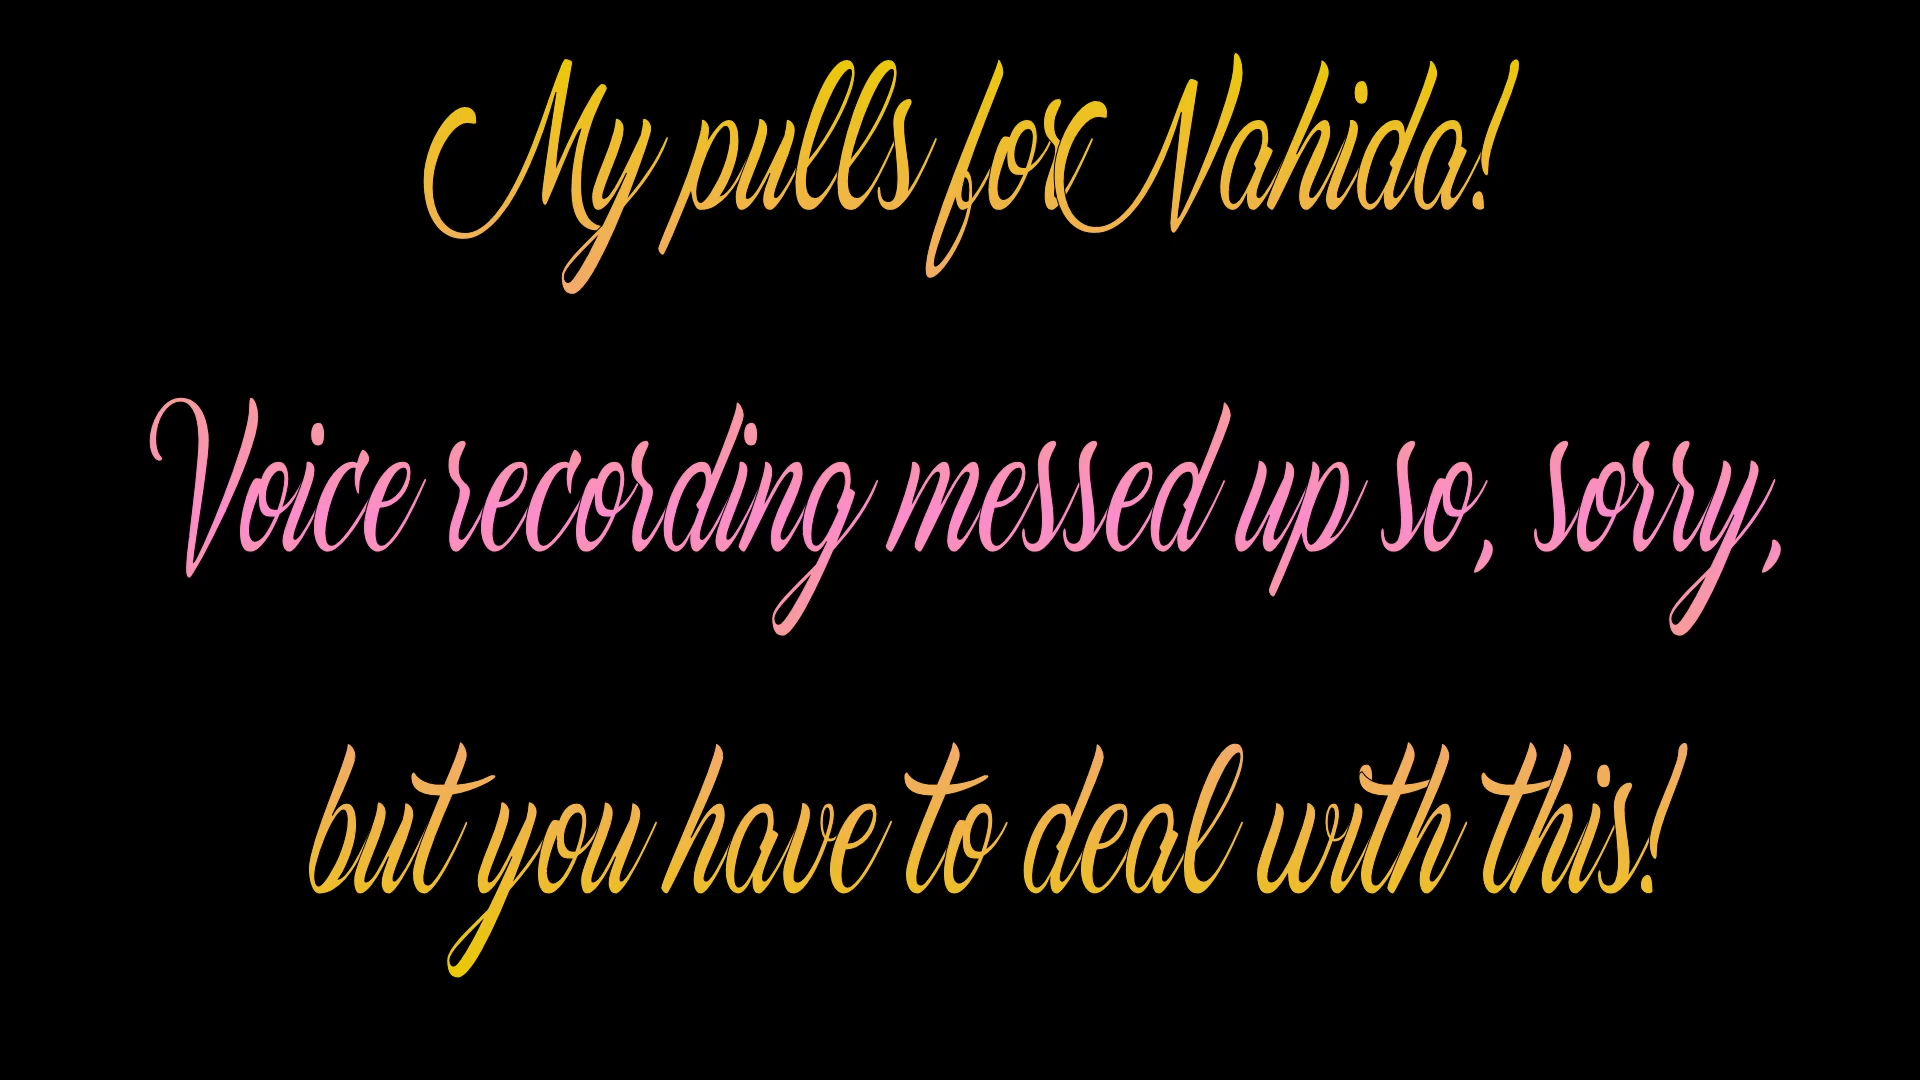 My pulls for Nahida!
Voice recording messed up so, sorry,
but you have to deal with this!